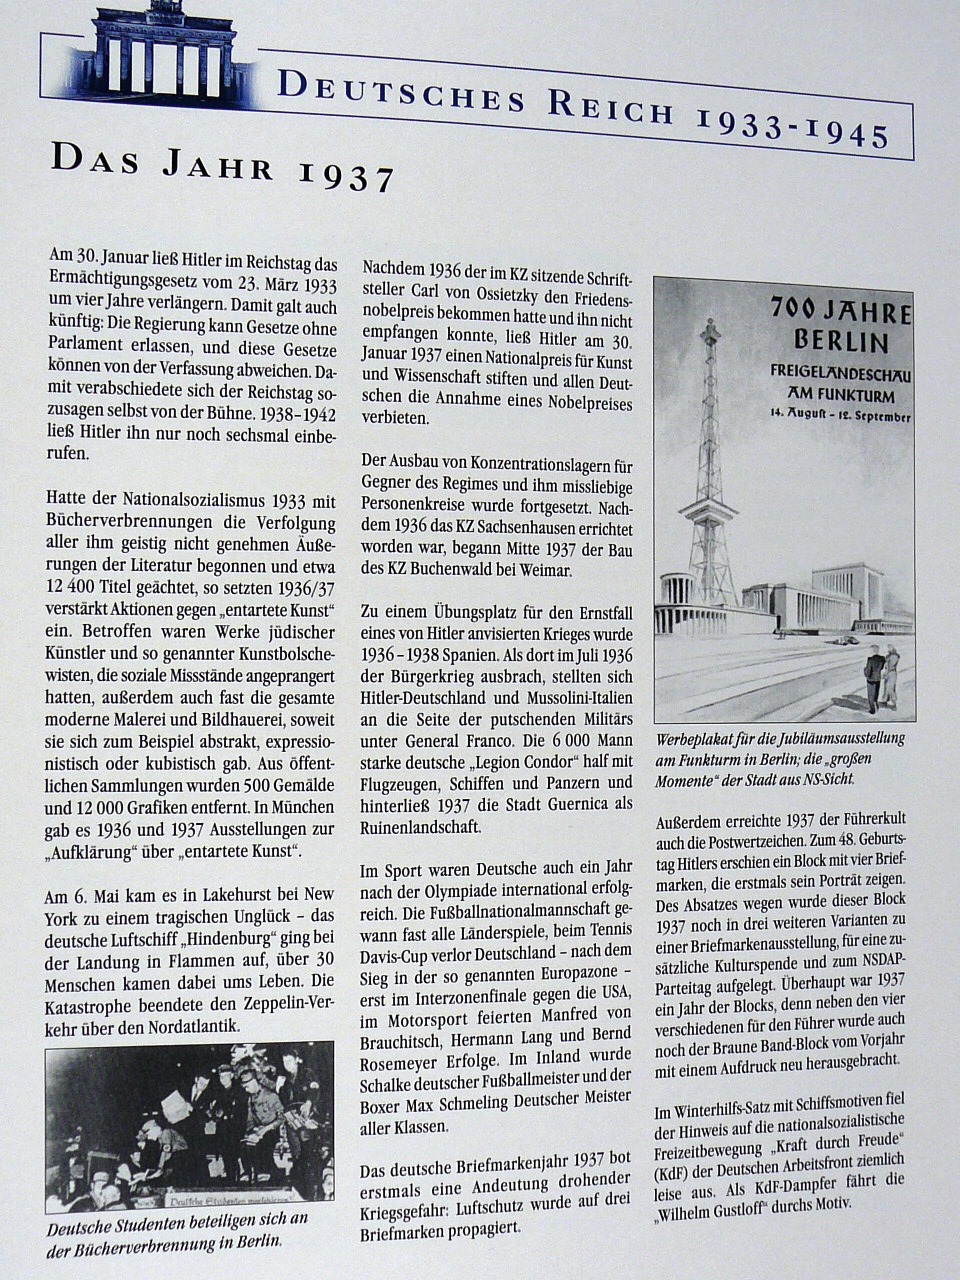 Deutsches Reich 1933-1945
Das Jahr 1937
Am 30. Januar ließ Hitler im Reichstag das
Ermächtigungsgesetz vom 23. März 1933
um vier Jahre verlängern. Damit galt auch
künftig: Die Regierung kann Gesetze ohne
Parlament erlassen, und diese Gesetze
können von der Verfassung abweichen. Da-
mit verabschiedete sich der Reichstag so-
zusagen selbst von der Bühne. 1938–1942
ließ Hitler ihn nur noch sechsmal einbe-
rufen.
Hatte der Nationalsozialismus 1933 mit
Bücherverbrennungen die Verfolgung
aller ihm geistig nicht genehmen Äuße-
rungen der Literatur begonnen und etwa
12 400 Titel geächtet, so setzten 1936/37
verstärkt Aktionen gegen „entartete Kunst“
ein. Betroffen waren Werke jüdischer
Künstler und so genannter Kunstbolsche-
wisten, die soziale Missstände angeprangert
hatten, außerdem auch fast die gesamte
moderne Malerei und Bildhauerei, soweit
sie sich zum Beispiel abstrakt, expressio-
nistisch oder kubistisch gab. Aus öffent-
lichen Sammlungen wurden 500 Gemälde
und 12 000 Grafiken entfernt. In München
gab es 1936 und 1937 Ausstellungen zur
„Aufklärung“ über „entartete Kunst“.
Am 6. Mai kam es in Lakehurst bei New
York zu einem tragischen Unglück – das
deutsche Luftschiff „Hindenburg“ ging bei
der Landung in Flammen auf, über 30
Menschen kamen dabei ums Leben. Die
Katastrophe beendete den Zeppelin-Ver-
kehr über den Nordatlantik.
Deutsche Studenten marschieren
Deutsche Studenten beteiligen sich an
der Bücherverbrennung in Berlin.
Nachdem 1936 der im KZ sitzende Schrift-
steller Carl von Ossietzky den Friedens-
nobelpreis bekommen hatte und ihn nicht
empfangen konnte, ließ Hitler am 30.
Januar 1937 einen Nationalpreis für Kunst
und Wissenschaft stiften und allen Deut-
schen die Annahme eines Nobelpreises
verbieten.
Der Ausbau von Konzentrationslagern für
Gegner des Regimes und ihm missliebige
Personenkreise wurde fortgesetzt. Nach-
dem 1936 das KZ Sachsenhausen errichtet
worden war, begann Mitte 1937 der Bau
des KZ Buchenwald bei Weimar.
Zu einem Übungsplatz für den Ernstfall
eines von Hitler anvisierten Krieges wurde
1936–1938 Spanien. Als dort im Juli 1936
der Bürgerkrieg ausbrach, stellten sich
Hitler-Deutschland und Mussolini-Italien
an die Seite der putschenden Militärs
unter General Franco. Die 6 000 Mann
starke deutsche „Legion Condor“ half mit
Flugzeugen, Schiffen und Panzern und
hinterließ 1937 die Stadt Guernica als
Ruinenlandschaft.
Im Sport waren Deutsche auch ein Jahr
nach der Olympiade international erfolg-
reich. Die Fußballnationalmannschaft ge-
wann fast alle Länderspiele, beim Tennis
Davis-Cup verlor Deutschland – nach dem
Sieg in der so genannten Europazone –
erst im Interzonenfinale gegen die USA,
im Motorsport feierten Manfred von
Brauchitsch, Hermann Lang und Bernd
Rosemeyer Erfolge. Im Inland wurde
Schalke deutscher Fußballmeister und der
Boxer Max Schmeling Deutscher Meister
aller Klassen.
Das deutsche Briefmarkenjahr 1937 bot
erstmals eine Andeutung drohender
Kriegsgefahr: Luftschutz wurde auf drei
Briefmarken propagiert.
700 JAHRE
BERLIN
FREIGELÄNDESCHAU
AM FUNKTURM
14. August – 12. September
Werbeplakat für die Jubiläumsausstellung
am Funkturm in Berlin; die „großen
Momente“ der Stadt aus NS-Sicht.
Außerdem erreichte 1937 der Führerkult
auch die Postwertzeichen. Zum 48. Geburts-
tag Hitlers erschien ein Block mit vier Brief-
marken, die erstmals sein Porträt zeigen.
Des Absatzes wegen wurde dieser Block
1937 noch in drei weiteren Varianten zu
einer Briefmarkenausstellung, für eine zu-
sätzliche Kulturspende und zum NSDAP-
Parteitag aufgelegt. Überhaupt war 1937
ein Jahr der Blocks, denn neben den vier
verschiedenen für den Führer wurde auch
noch der Braune Band-Block vom Vorjahr
mit einem Aufdruck neu herausgebracht.
Im Winterhilfs-Satz mit Schiffsmotiven fiel
der Hinweis auf die nationalsozialistische
Freizeitbewegung „Kraft durch Freude“
(KdF) der Deutschen Arbeitsfront ziemlich
leise aus. Als KdF-Dampfer fährt die
„Wilhelm Gustloff“ durchs Motiv.